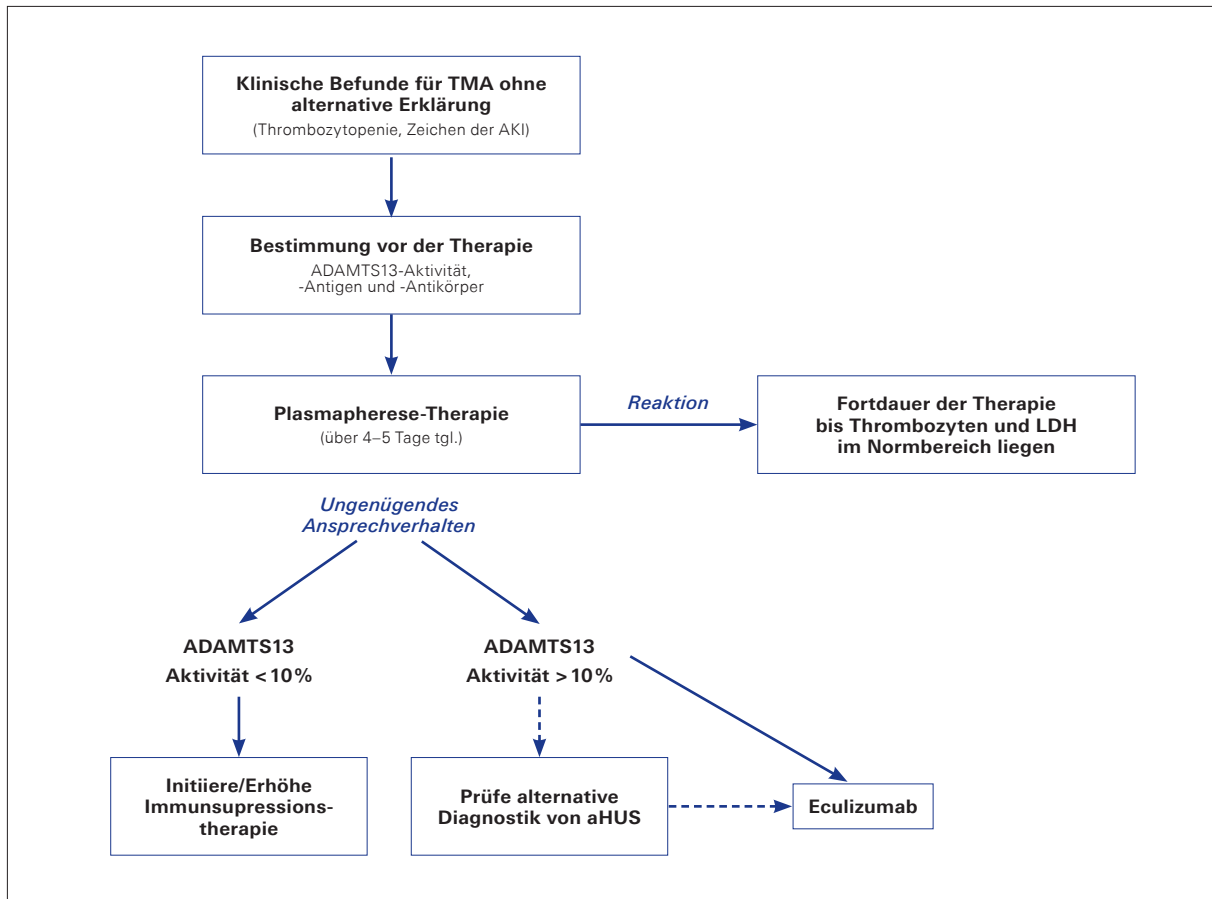 Klinische Befunde für TMA ohne
alternative Erklärung
(Thrombozytopenie, Zeichen der AKI)
Bestimmung vor der Therapie
ADAMTS13-Aktivität,
-Antigen und -Antikörper
Plasmapherese-Therapie
(über 4–5 Tage tgl.)
Reaktion
Fortdauer der Therapie
bis Thrombozyten und LDH
im Normbereich liegen
Ungenügendes
Ansprechverhalten
ADAMTS13
Aktivität <10%
ADAMTS13
Aktivität >10%
Initiiere/Erhöhe
Immunsupressions-
therapie
Prüfe alternative
Diagnostik von aHUS
Eculizumab